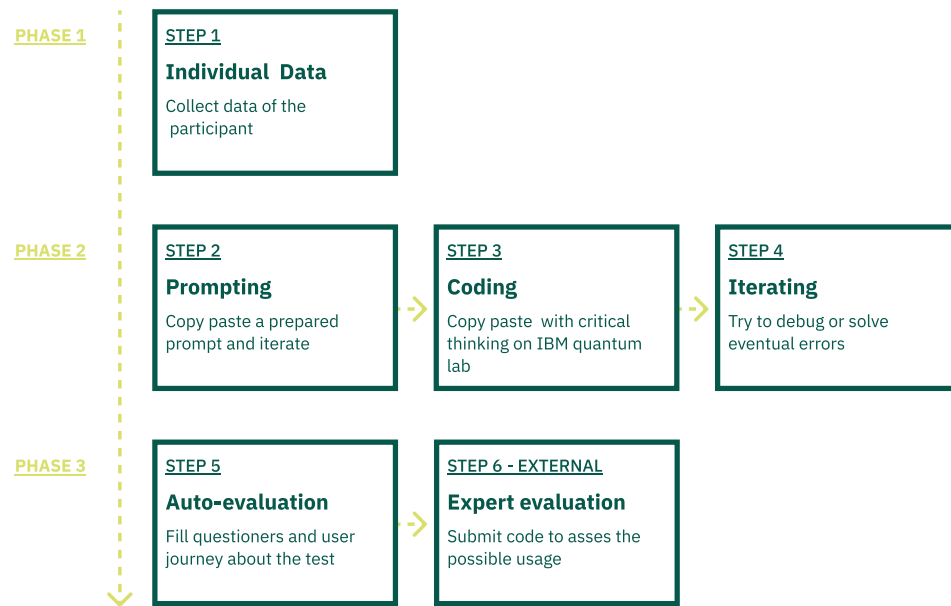 PHASE 1
STEP 1
Individual Data
Collect data of the
participant
PHASE 2
STEP 2
Prompting
Copy paste a prepared
prompt and iterate
STEP 3
Coding
Copy paste with critical
thinking on IBM quantum
lab
STEP 4
Iterating
Try to debug or solve
eventual errors
PHASE 3
STEP 5
Auto-evaluation
Fill questioners and user
journey about the test
STEP 6 - EXTERNAL
Expert evaluation
Submit code to asses the
possible usage